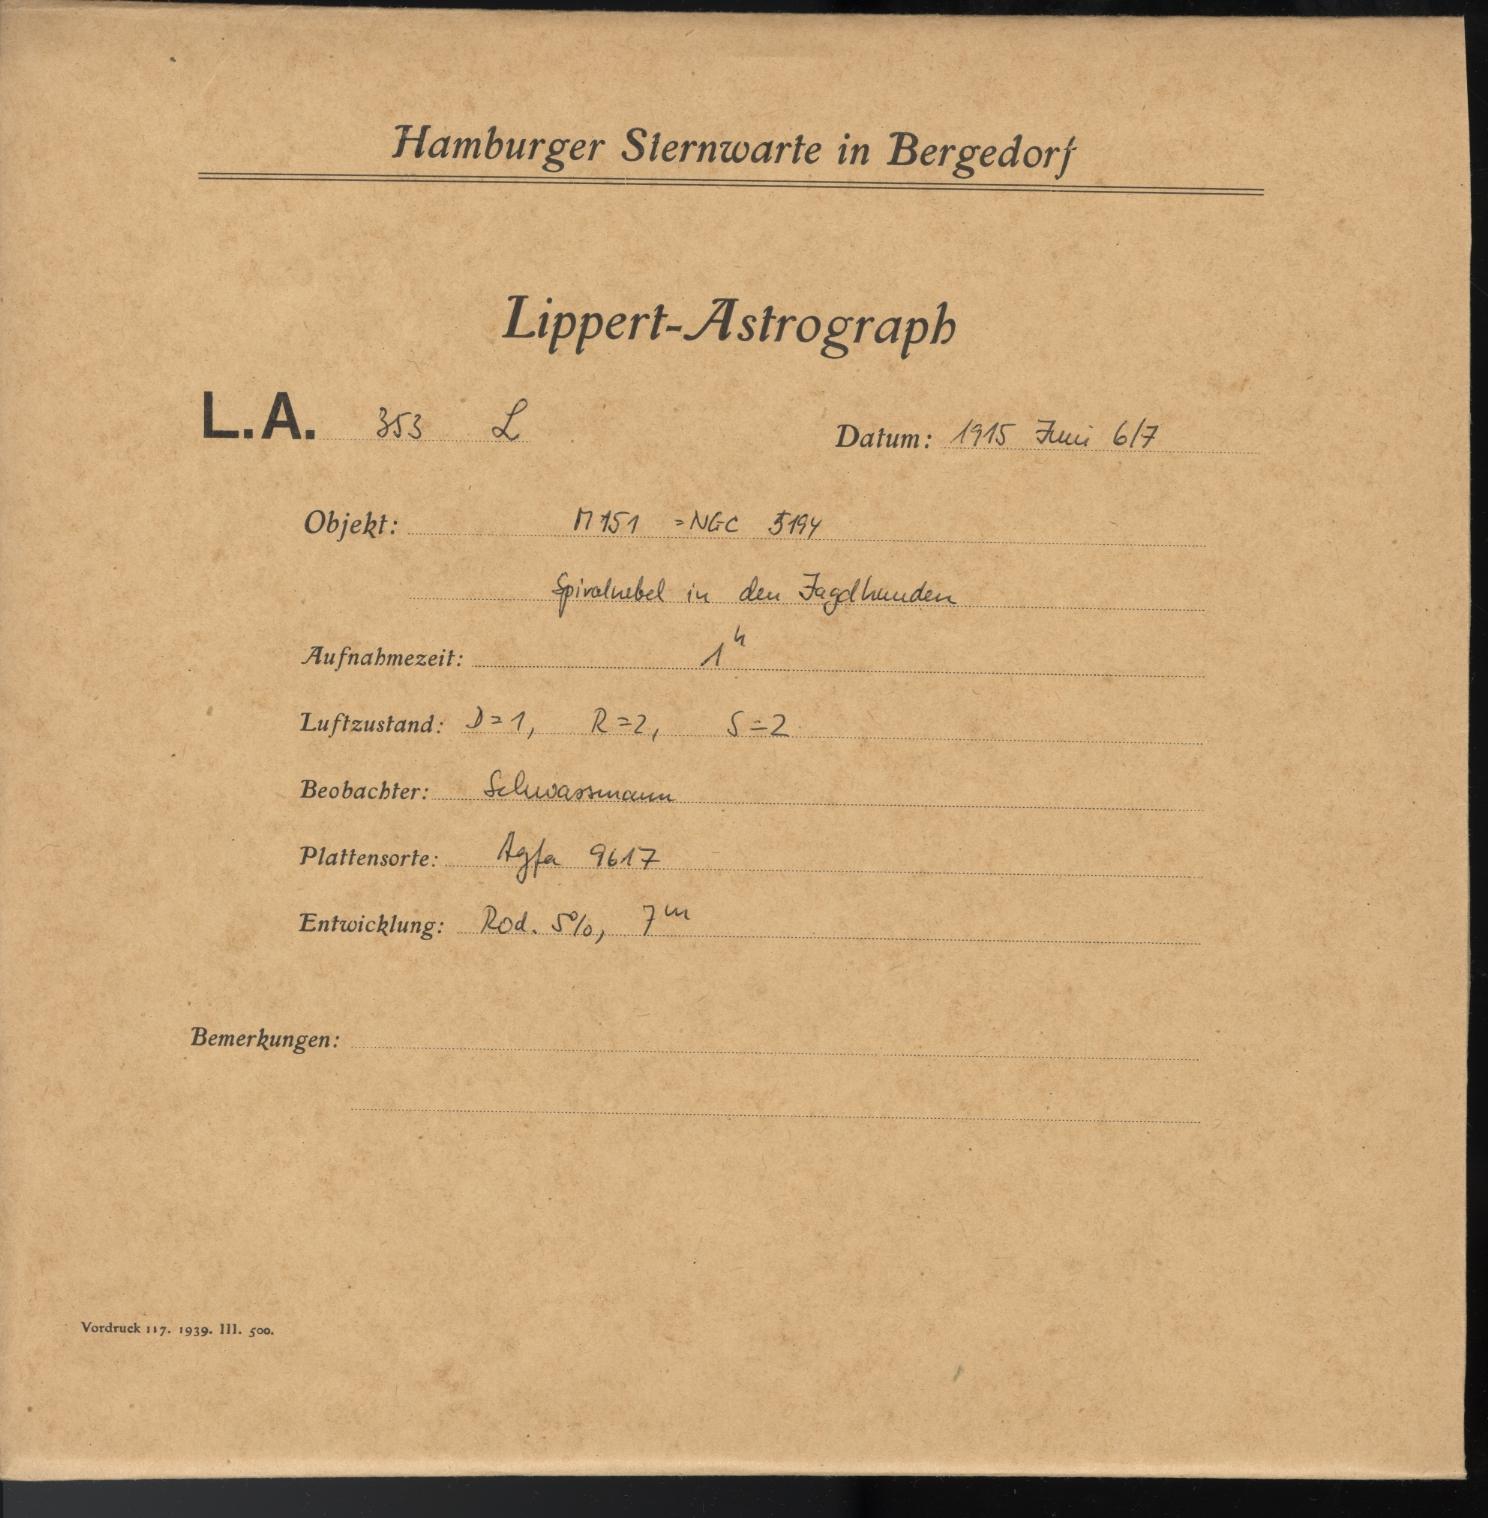 Hamburger Sternwarte in Bergedorf
Lippert-Astrograph
L.A. 353 L Datum: 1915 Juni 6/7
Objekt: M 51 = NGC 5194
Spiralnebel in den Jagdhunden
Aufnahmezeit: 1h
Luftzustand: D=1, R=2, S=2
Beobachter: Schwassmann
Plattensorte: Agfa 9617
Entwicklung: Rod. 5%, 7m
Bemerkungen:
Vordruck 117. 1939. III. 500.